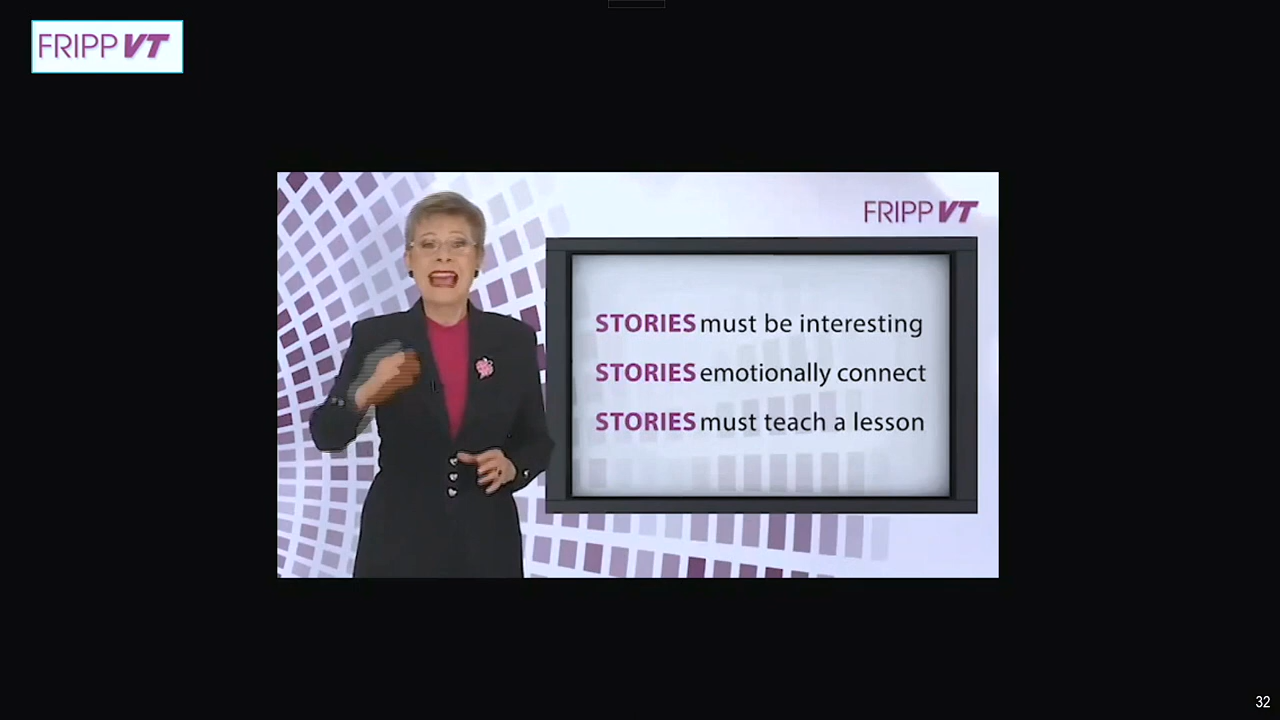 FRIPP VT
FRIPP VT
STORIES must be interesting
STORIES emotionally connect
STORIES must teach a lesson
32